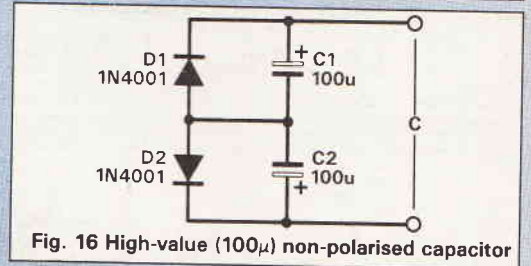 D1
1N4001
+ C1
100u
C
D2
1N4001
C2
+ 100u
Fig. 16 High-value (100μ) non-polarised capacitor